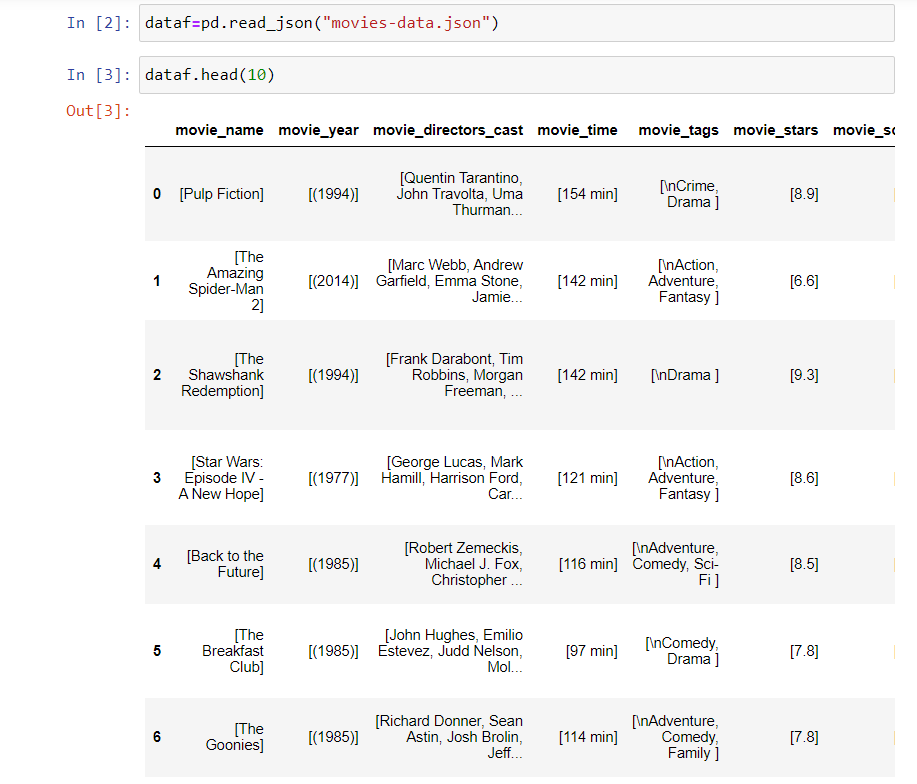 In [2]: dataf=pd.read_json("movies-data.json")
In [3]: dataf.head(10)
Out[3]:
movie_name movie_year movie_directors_cast movie_time movie_tags movie_stars
0 [Pulp Fiction] [(1994)] [Quentin Tarantino, John Travolta, Uma Thurman... [154 min] [\nCrime, Drama ] [8.9]
1 [The Amazing Spider-Man 2] [(2014)] [Marc Webb, Andrew Garfield, Emma Stone, Jamie... [142 min] [\nAction, Adventure, Fantasy ] [6.6]
2 [The Shawshank Redemption] [(1994)] [Frank Darabont, Tim Robbins, Morgan Freeman, ... [142 min] [\nDrama ] [9.3]
3 [Star Wars: Episode IV - A New Hope] [(1977)] [George Lucas, Mark Hamill, Harrison Ford, Car... [121 min] [\nAction, Adventure, Fantasy ] [8.6]
4 [Back to the Future] [(1985)] [Robert Zemeckis, Michael J. Fox, Christopher ... [116 min] [\nAdventure, Comedy, Sci-Fi ] [8.5]
5 [The Breakfast Club] [(1985)] [John Hughes, Emilio Estevez, Judd Nelson, Mol... [97 min] [\nComedy, Drama ] [7.8]
6 [The Goonies] [(1985)] [Richard Donner, Sean Astin, Josh Brolin, Jeff... [114 min] [\nAdventure, Comedy, Family ] [7.8]